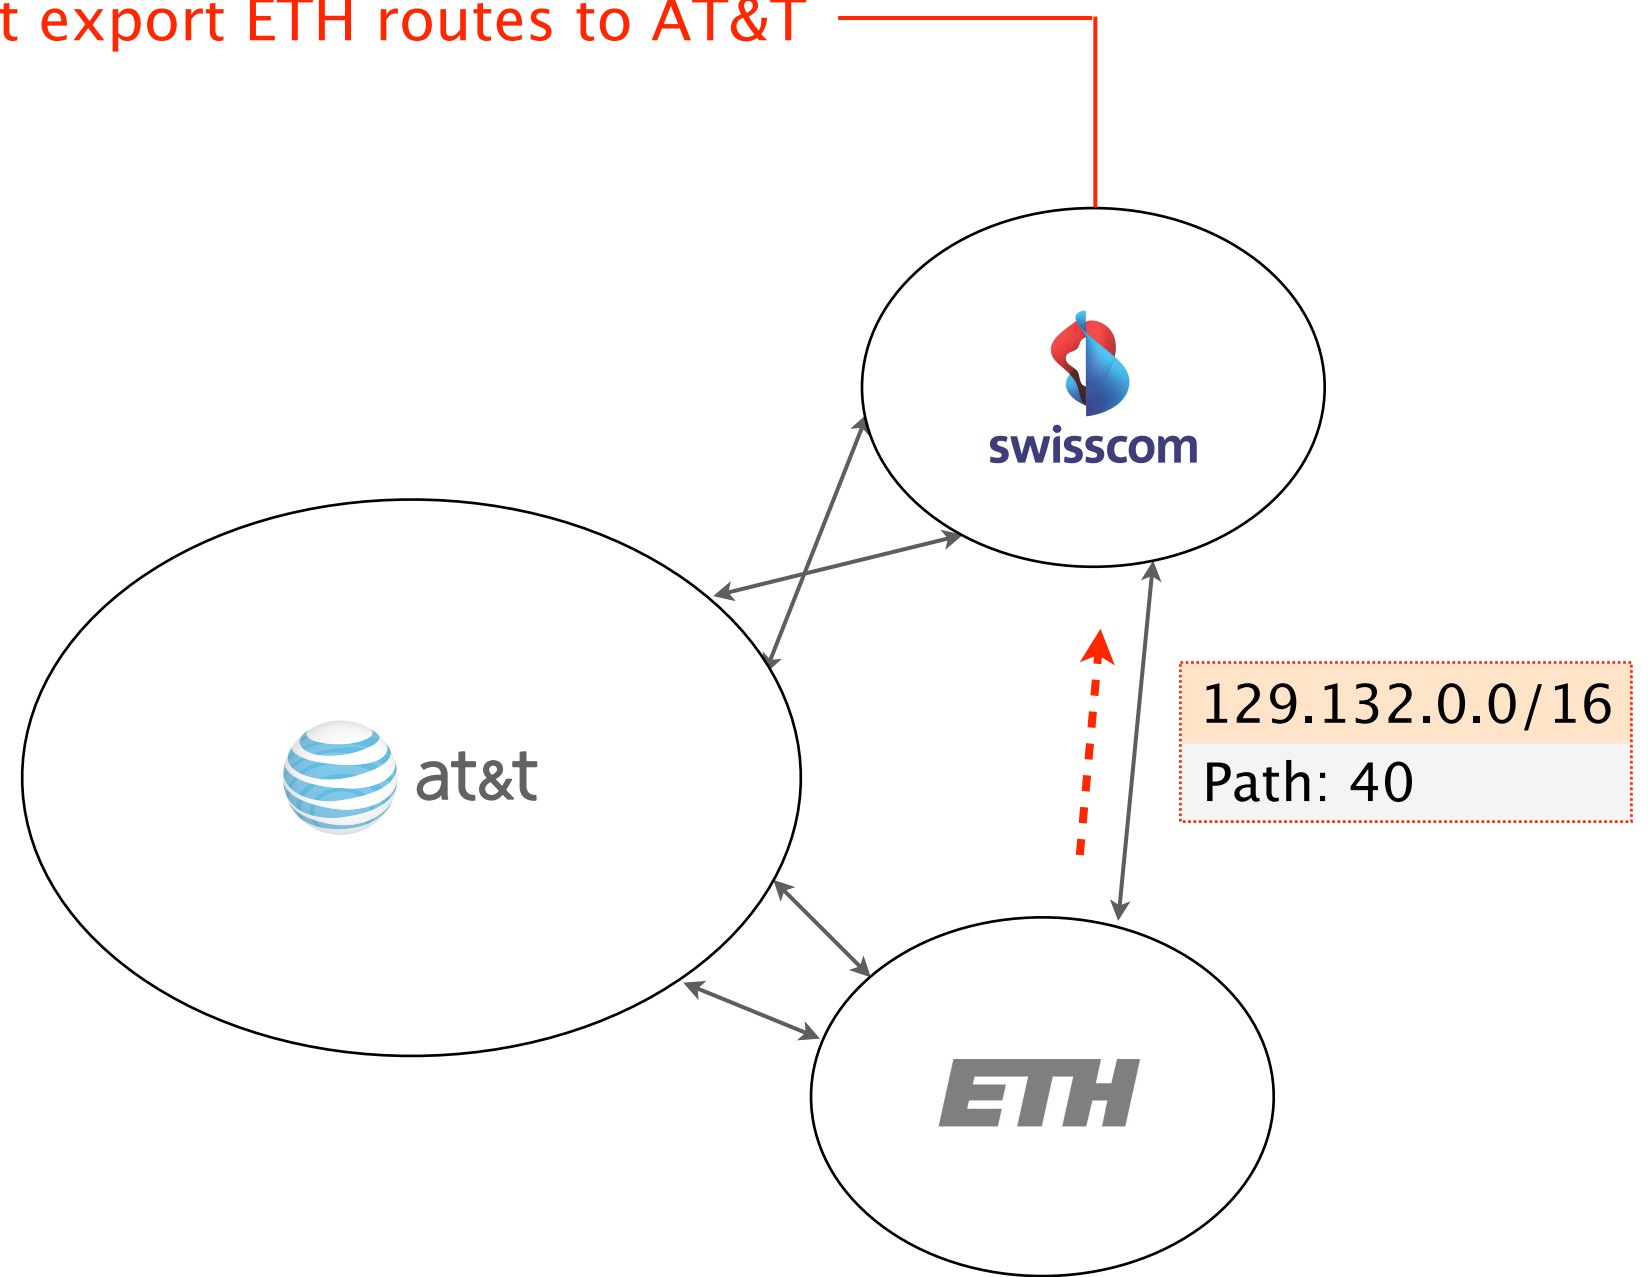 t export ETH routes to AT&T
swisscom
129.132.0.0/16
Path: 40
at&t
ETH